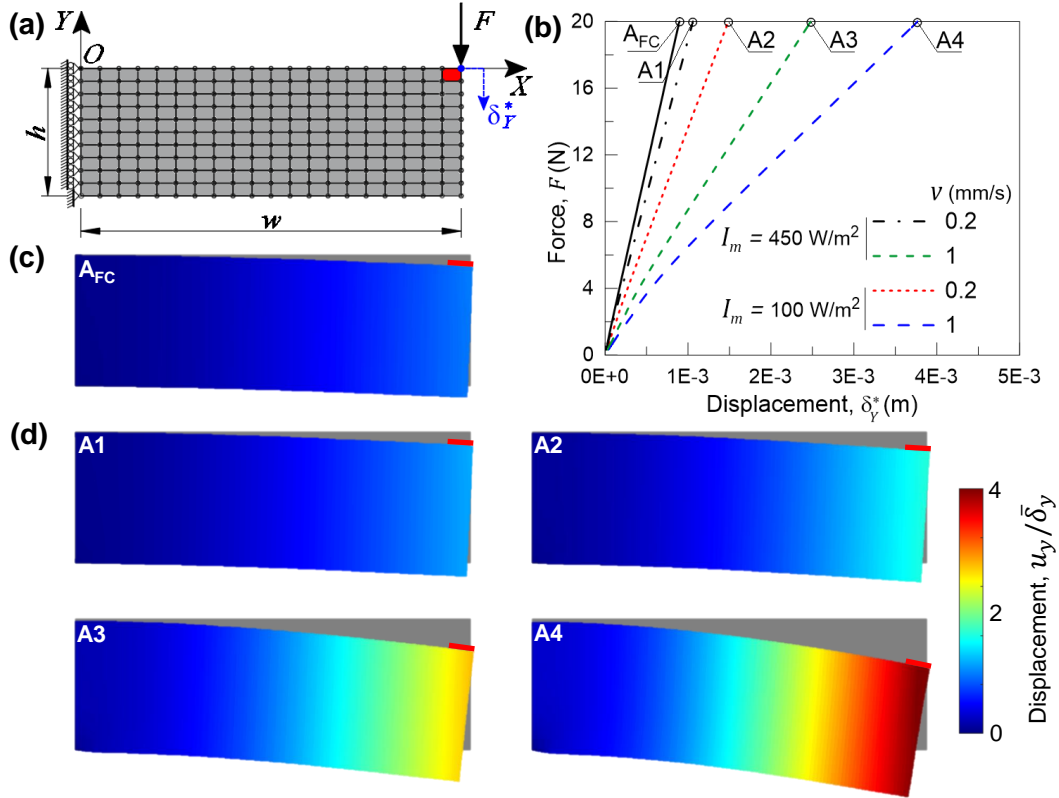 (a)
Y
O
F
X
δ*Y
h
w
(b)
AFC
A1
A2
A3
A4
20
16
12
8
4
0
Force, F (N)
v (mm/s)
Im = 450 W/m²
0.2
1
Im = 100 W/m²
0.2
1
0E+0 1E-3 2E-3 3E-3 4E-3 5E-3
Displacement, δ*Y (m)
(c)
AFC
(d)
A1
A2
A3
A4
4
2
0
Displacement, uy/δ̄y